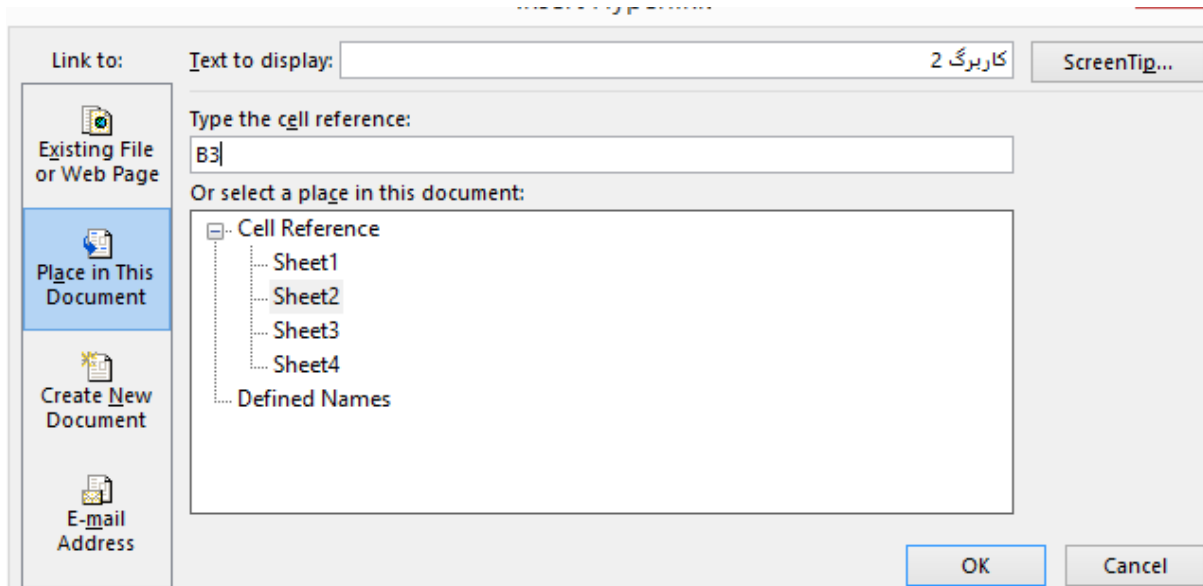 Link to:
Text to display:
کاربرگ 2
ScreenTip...
Existing File
or Web Page
Type the cell reference:
B3
Or select a place in this document:
Place in This
Document
Cell Reference
Sheet1
Sheet2
Sheet3
Sheet4
Defined Names
Create New
Document
E-mail
Address
OK
Cancel